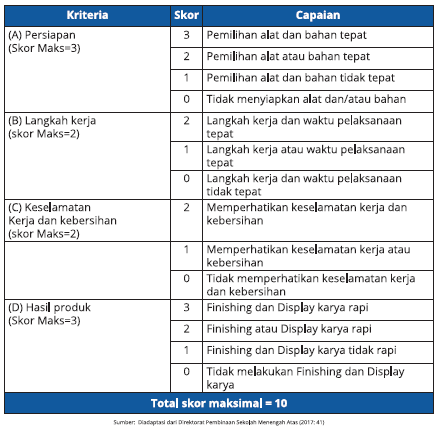 Kriteria Skor Capaian
(A) Persiapan 3 Pemilihan alat dan bahan tepat
(Skor Maks=3)
2 Pemilihan alat atau bahan tepat
1 Pemilihan alat dan bahan tidak tepat
0 Tidak menyiapkan alat dan/atau bahan
(B) Langkah kerja 2 Langkah kerja dan waktu pelaksanaan
(skor Maks=2) tepat
1 Langkah kerja atau waktu pelaksanaan
tepat
0 Langkah kerja dan waktu pelaksanaan
tidak tepat
(C) Keselamatan 2 Memperhatikan keselamatan kerja dan
Kerja dan kebersihan kebersihan
(skor Maks=2)
1 Memperhatikan keselamatan kerja atau
kebersihan
0 Tidak memperhatikan keselamatan kerja
dan kebersihan
(D) Hasil produk 3 Finishing dan Display karya rapi
(Skor Maks=3)
2 Finishing atau Display karya rapi
1 Finishing dan Display karya tidak rapi
0 Tidak melakukan Finishing dan Display
karya
Total skor maksimal = 10
Sumber: Diadaptasi dari Direktorat Pembinaan Sekolah Menengah Atas (2017: 41)